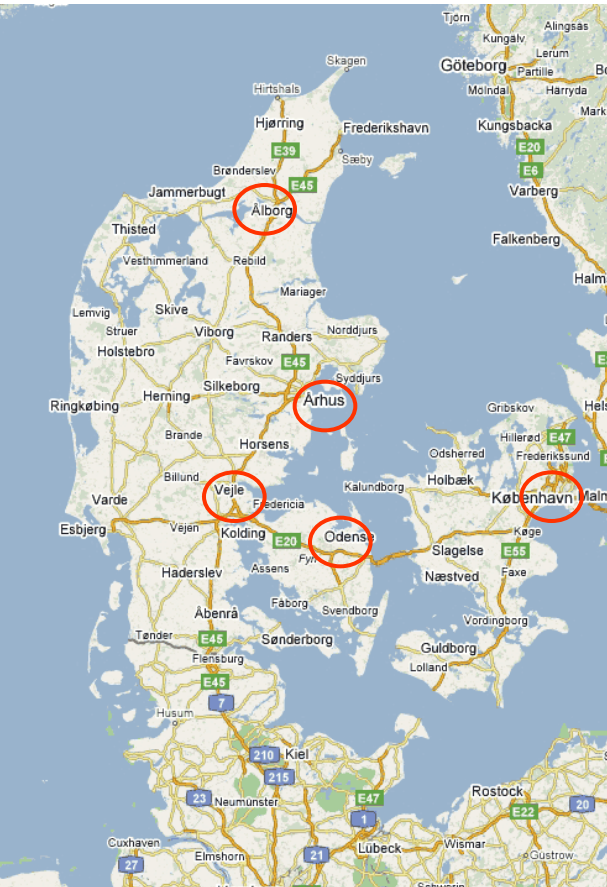 Tjörn
Alingsås
Kungälv
Lerum
Göteborg
Partille
Skagen
Mölndal
Härryda
Hirtshals
Mark
Hjørring
Frederikshavn
Kungsbacka
E39
E20
Sæby
Brønderslev
E6
E45
Jammerbugt
Varberg
Ålborg
Thisted
Falkenberg
Vesthimmerland
Rebild
Halm
Mariager
Lemvig
Skive
Struer
Viborg
Randers
Norddjurs
Holstebro
Favrskov
E45
E
Silkeborg
Syddjurs
Herning
Århus
Ringkøbing
Gribskov
Hels
Brande
Horsens
Hillerød
E47
Odsherred
Frederikssund
Billund
Vejle
Kalundborg
Holbæk
Varde
Fredericia
København
Malm
Esbjerg
Vejen
Kolding
E20
Odense
Køge
Fyn
Slagelse
E55
Haderslev
Assens
Næstved
Faxe
Fåborg
Svendborg
Åbenrå
Vordingborg
Tønder
E45
Sønderborg
Guldborg
Flensburg
Lolland
E45
7
Husum
210
Kiel
215
Rostock
23
Neumünster
E47
20
E22
1
Cuxhaven
Lübeck
Wismar
Elmshorn
21
Güstrow
27
Schwerin